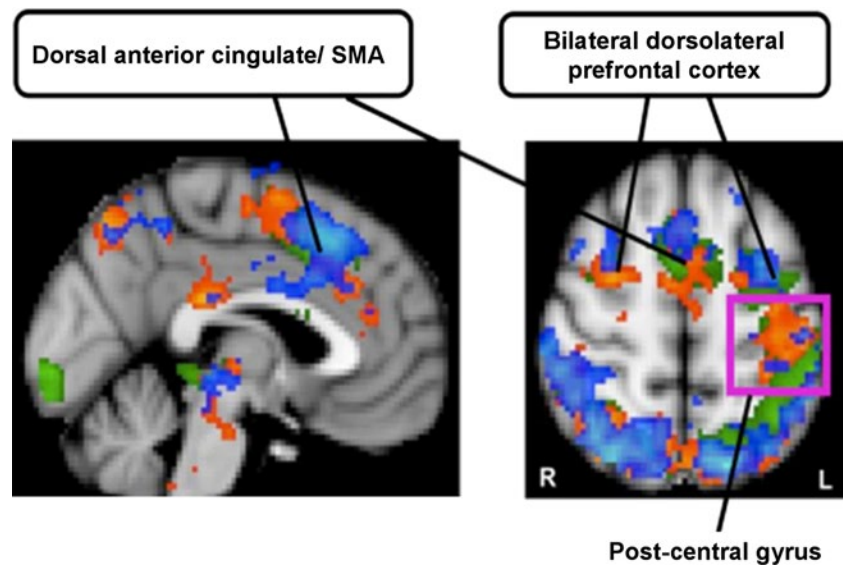 Dorsal anterior cingulate/ SMA
Bilateral dorsolateral
prefrontal cortex
R
L
Post-central gyrus